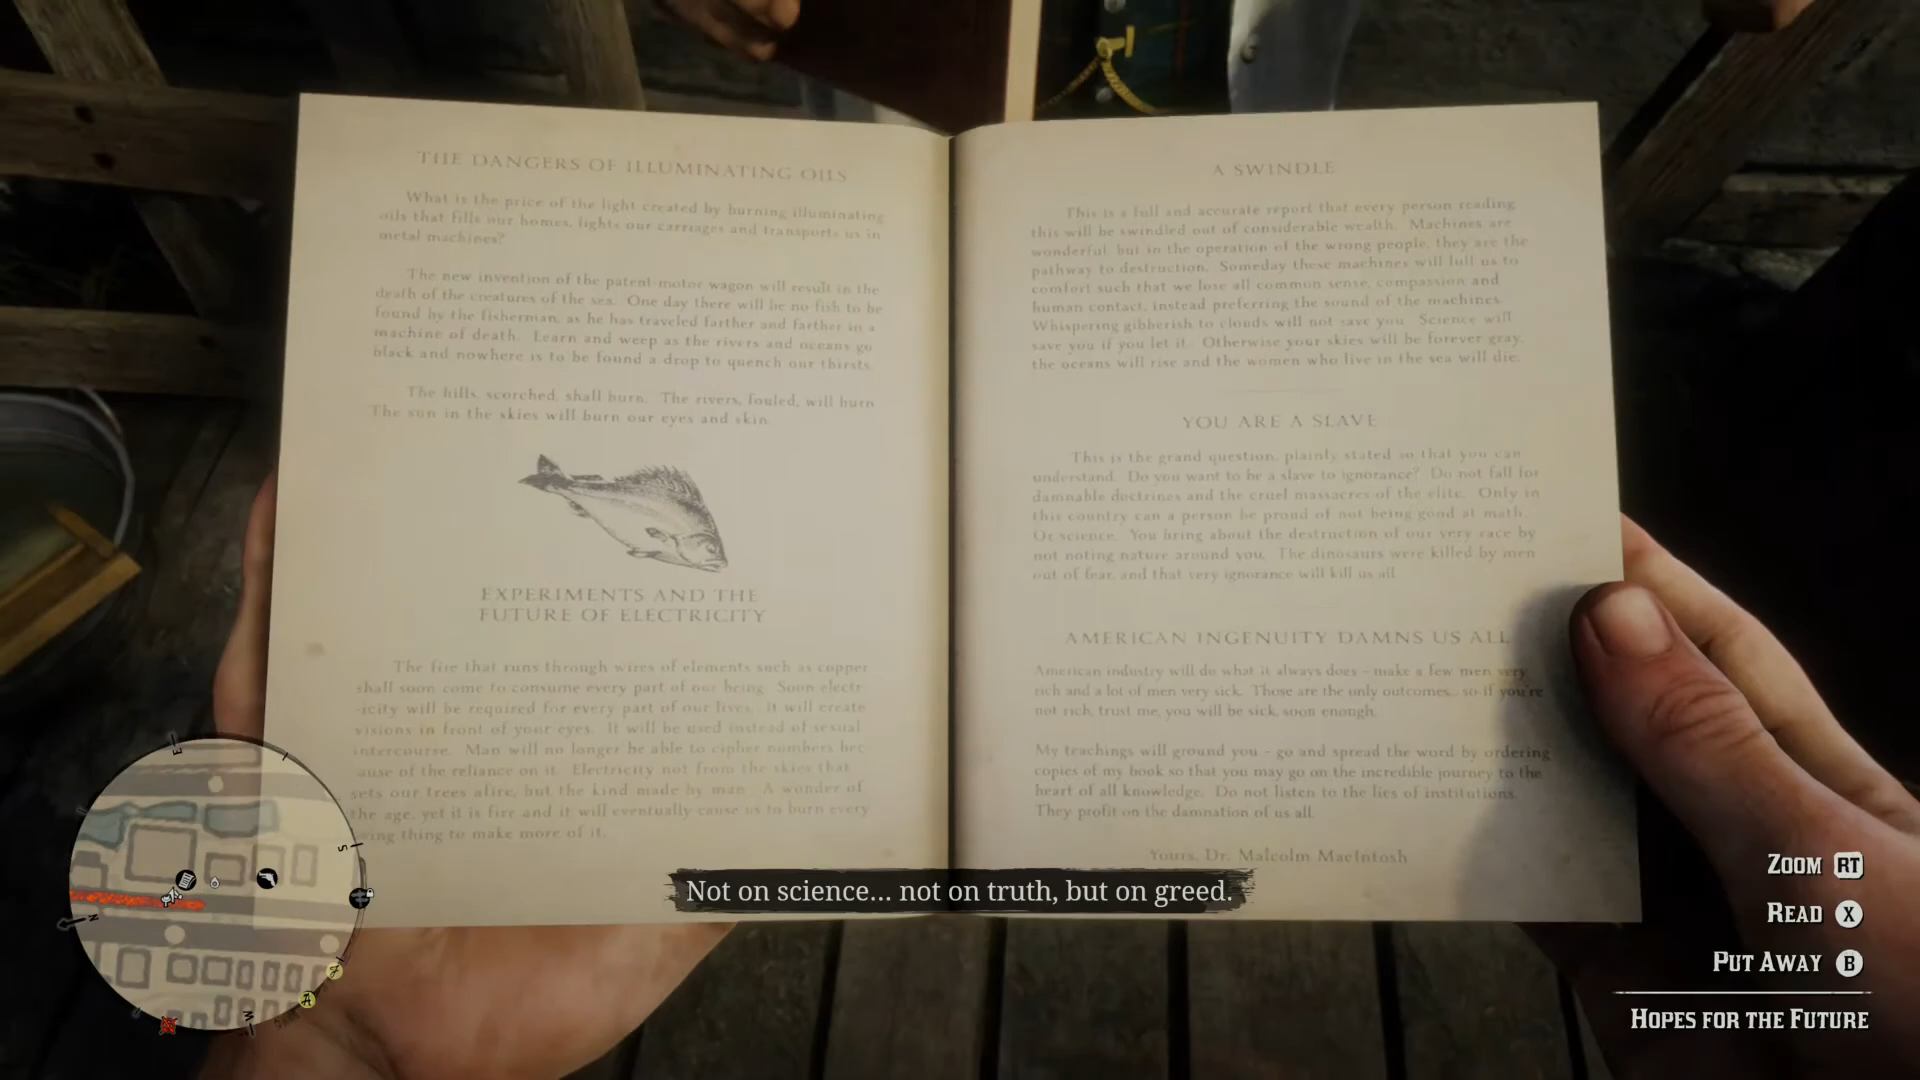 THE DANGERS OF ILLUMINATING OILS
What is the price of the light created by burning illuminating
oils that fills our homes, lights our carriages and transports us in
metal machines?
The new invention of the patent-motor wagon will result in the
death of the creatures of the sea. One day there will be no fish to be
found by the fisherman, as he has traveled farther and farther in a
machine of death. Learn and weep as the rivers and oceans go
black and nowhere is to be found a drop to quench our thirsts.
The hills, scorched, shall burn. The rivers, fouled, will burn.
The sun in the skies will burn our eyes and skin.
EXPERIMENTS AND THE
FUTURE OF ELECTRICITY
The fire that runs through wires of elements such as copper
shall soon come to consume every part of our being. Soon electr
-icity will be required for every part of our lives. It will create
visions in front of your eyes. It will be used instead of sexual
intercourse. Man will no longer be able to cipher numbers bec
ause of the reliance on it. Electricity not from the skies that
sets our trees afire, but the kind made by man. A wonder of
the age, yet it is fire and it will eventually cause us to burn every
thing to make more of it.
A SWINDLE
This is a full and accurate report that every person reading
this will be swindled out of considerable wealth. Machines are
wonderful but in the operation of the wrong people, they are the
pathway to destruction. Someday these machines will lull us to
comfort such that we lose all common sense, compassion and
human contact, instead preferring the sound of the machines.
Whispering gibberish to clouds will not save you. Science will
save you if you let it. Otherwise your skies will be forever gray,
the oceans will rise and the women who live in the sea will die.
YOU ARE A SLAVE
This is the grand question, plainly stated so that you can
understand. Do you want to be a slave to ignorance? Do not fall for
damnable doctrines and the cruel massacres of the elite. Only in
this country can a person be proud of not being good at math.
Or science. You bring about the destruction of our very race by
not noting nature around you. The dinosaurs were killed by men
out of fear, and that very ignorance will kill us all.
AMERICAN INGENUITY DAMNS US ALL
American industry will do what it always does - make a few men very
rich and a lot of men very sick. Those are the only outcomes.. so if you're
not rich, trust me, you will be sick, soon enough.
My teachings will ground you - go and spread the word by ordering
copies of my book so that you may go on the incredible journey to the
heart of all knowledge. Do not listen to the lies of institutions.
They profit on the damnation of us all.
Yours, Dr. Malcolm MacIntosh
Not on science... not on truth, but on greed.
E
S
N
W
ZOOM RT
READ X
PUT AWAY B
HOPES FOR THE FUTURE